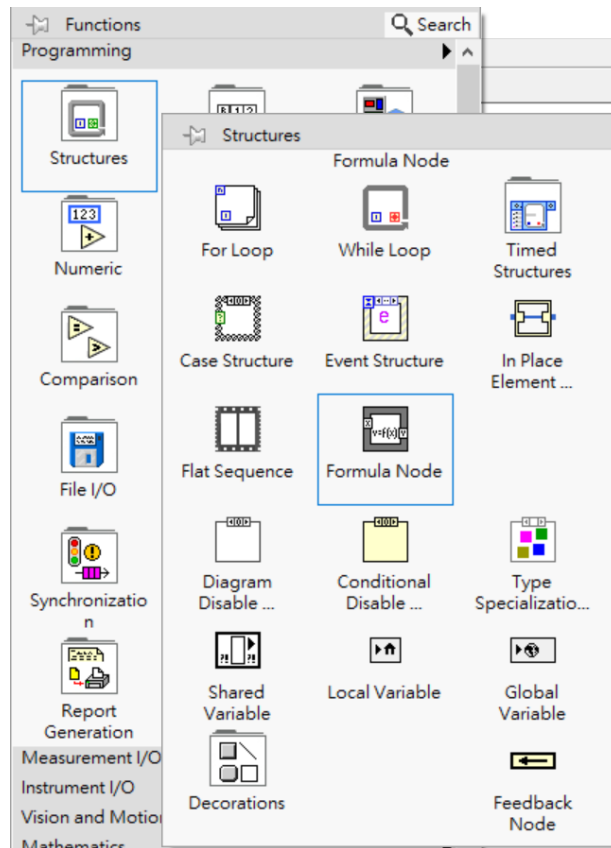 Functions
Search
Programming
Structures
Numeric
Comparison
File I/O
Synchronizatio
n
Report
Generation
Measurement I/O
Instrument I/O
Vision and Motio
Mathematics
Structures
Formula Node
For Loop
While Loop
Timed
Structures
Case Structure
Event Structure
In Place
Element ...
Flat Sequence
Formula Node
Diagram
Disable ...
Conditional
Disable ...
Type
Specializatio...
Shared
Variable
Local Variable
Global
Variable
Decorations
Feedback
Node